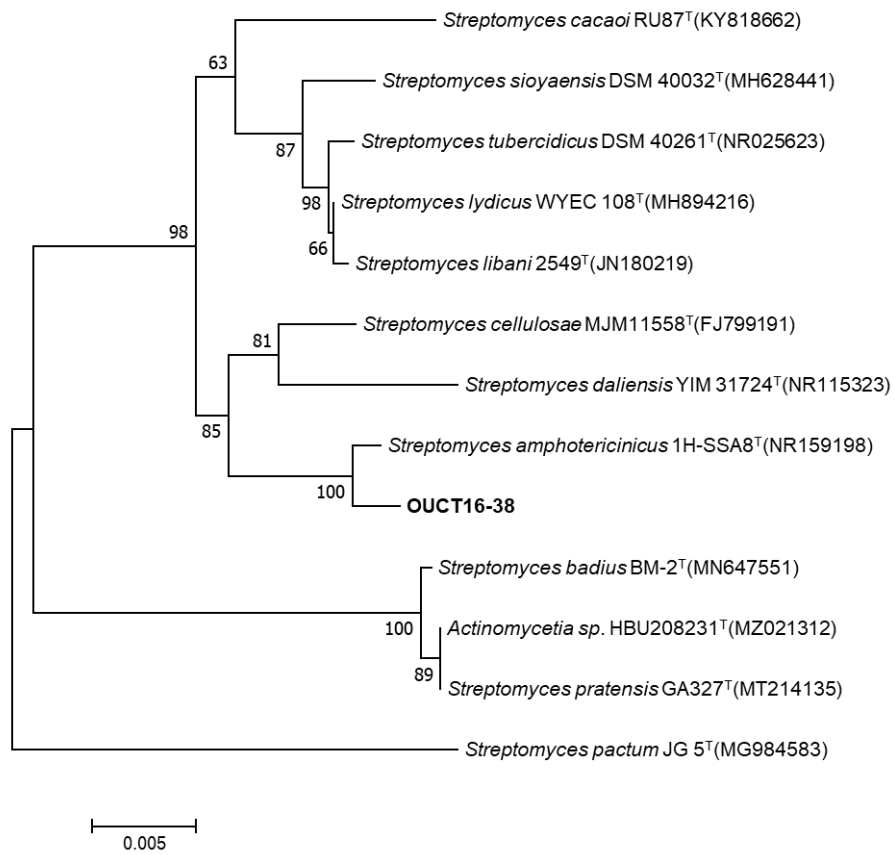 Streptomyces cacaoi RU87ᵀ(KY818662)
63
Streptomyces sioyaensis DSM 40032ᵀ(MH628441)
87
Streptomyces tubercidicus DSM 40261ᵀ(NR025623)
98
Streptomyces lydicus WYEC 108ᵀ(MH894216)
98
66
Streptomyces libani 2549ᵀ(JN180219)
Streptomyces cellulosae MJM11558ᵀ(FJ799191)
81
Streptomyces daliensis YIM 31724ᵀ(NR115323)
85
Streptomyces amphotericinicus 1H-SSA8ᵀ(NR159198)
100
OUCT16-38
Streptomyces badius BM-2ᵀ(MN647551)
100
Actinomycetia sp. HBU208231ᵀ(MZ021312)
89
Streptomyces pratensis GA327ᵀ(MT214135)
Streptomyces pactum JG 5ᵀ(MG984583)
0.005